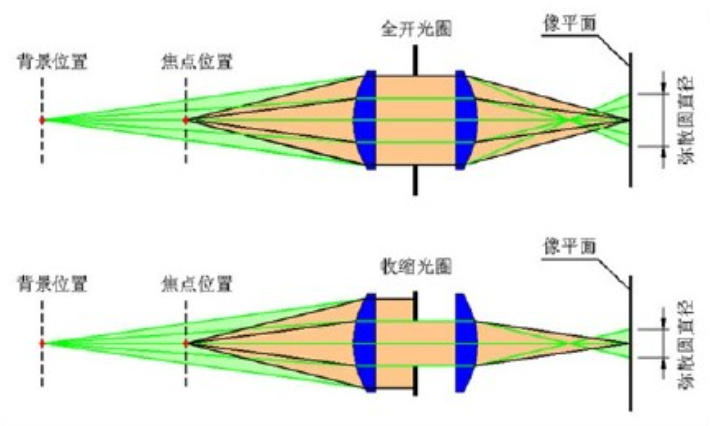 全开光圈
像平面
背景位置
焦点位置
弥散圆直径
像平面
收缩光圈
背景位置
焦点位置
弥散圆直径